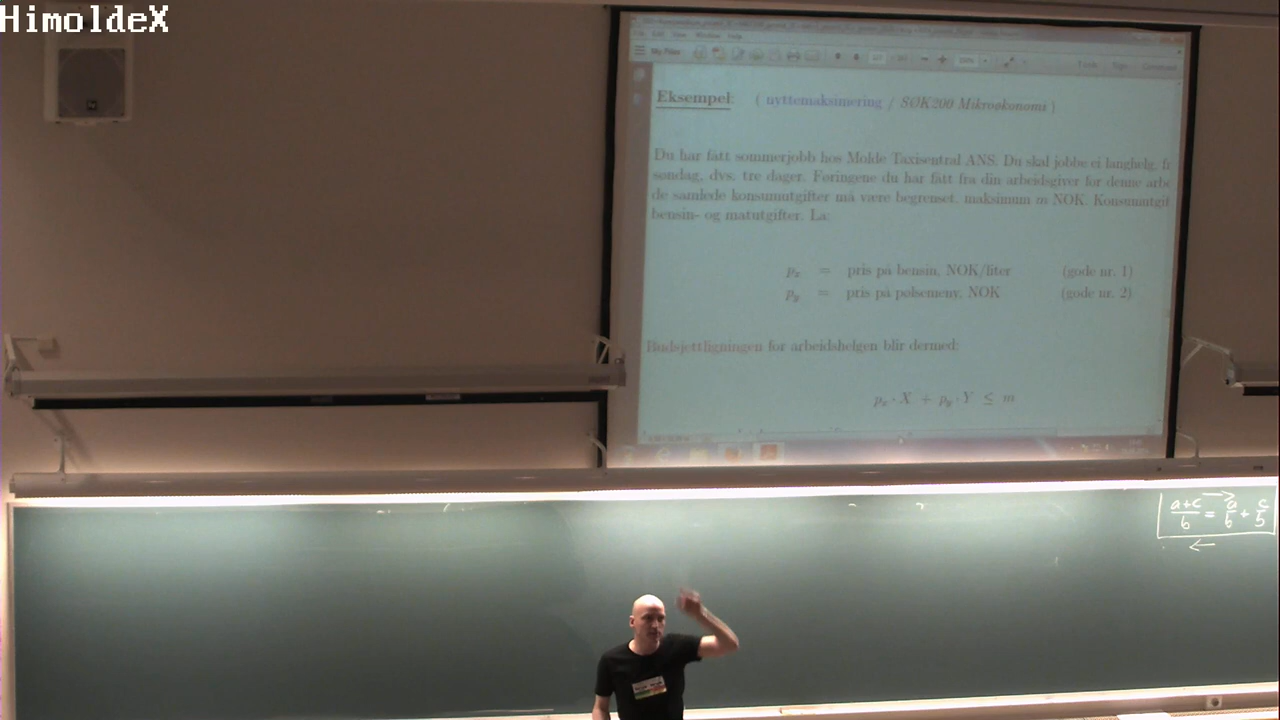 HimoldeX
Eksempel: ( nyttemaksimering / SØK200 Mikroøkonomi )
Du har fått sommerjobb hos Molde Taxisentral ANS. Du skal jobbe ei langhelg, fr
søndag, dvs. tre dager. Føringene du har fått fra din arbeidsgiver for denne arbe
de samlede konsumutgifter må være begrenset, maksimum m NOK. Konsumutgif
bensin- og matutgifter. La:
pₓ = pris på bensin, NOK/liter (gode nr. 1)
p_y = pris på pølsemeny, NOK (gode nr. 2)
Budsjettligningen for arbeidshelgen blir dermed:
pₓ · X + p_y · Y ≤ m
a+c/b = a/b + c/b